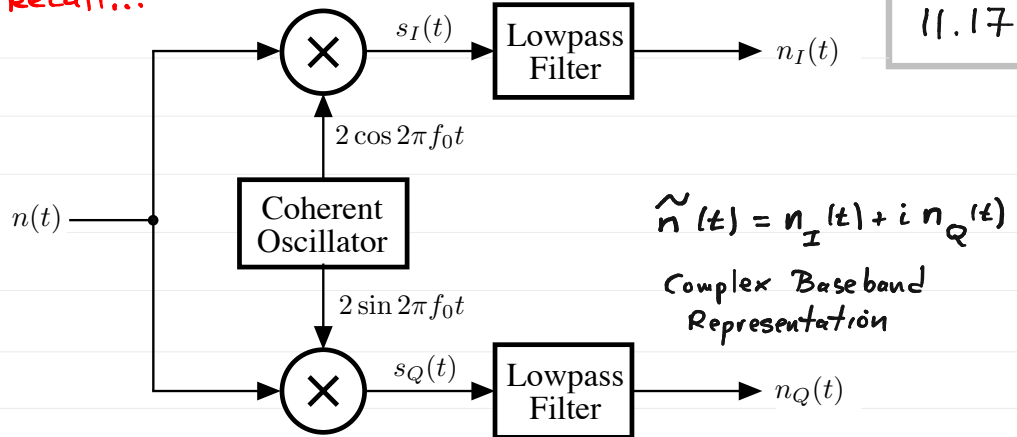 Recall...
11.17
s_I(t)
Lowpass
Filter
n_I(t)
2 cos 2πf_0t
n(t)
Coherent
Oscillator
ñ(t) = n_I(t) + i n_Q(t)
Complex Baseband
Representation
2 sin 2πf_0t
s_Q(t)
Lowpass
Filter
n_Q(t)